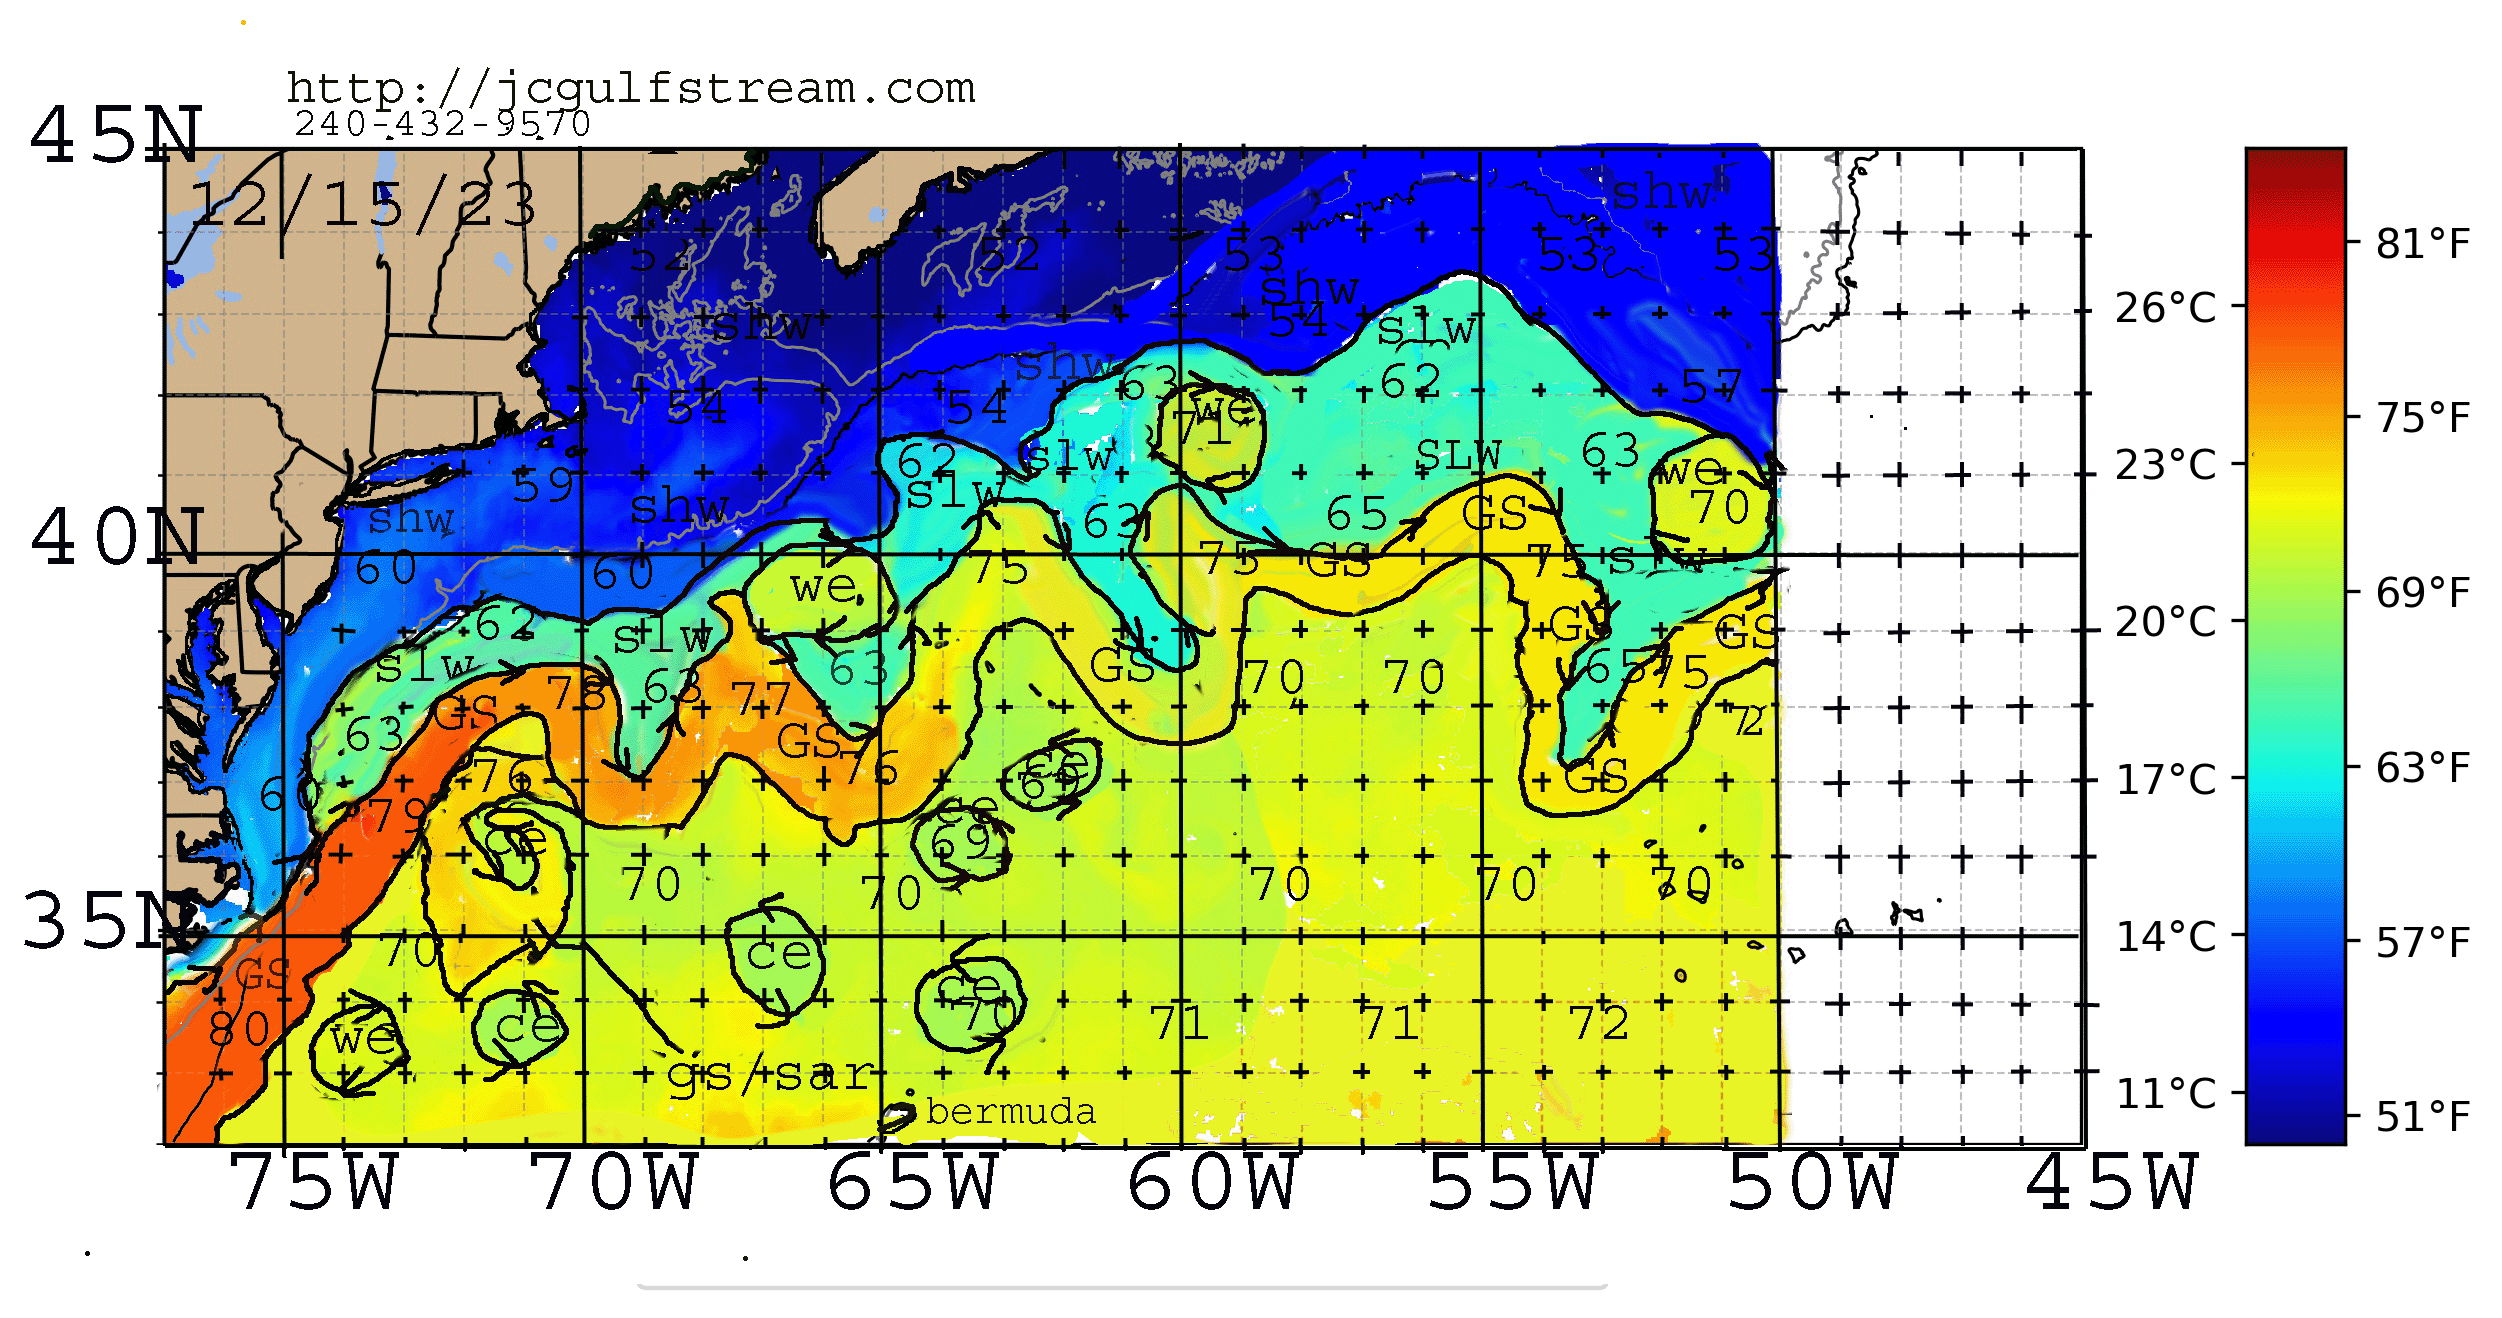 http://jcgulfstream.com
240-432-9570
45N
12/15/23
shw
52 52 53 53 53
shw
54
81°F
26°C
shw
slw
shw
63 62
57
we
71
54 54
75°F
62 slw SLW 63 we
23°C
59
slw
70
shw shw
63 65 GS
40N
60 60 we 75 75 GS 75 slw
69°F
62 slw GS GS
20°C
slw 63 63 GS 70 70 65 75
78 77
GS 72
63 GS
76 76 ce
69
GS
63°F
17°C
60 79 ce
ce 69
70 70 70 70 70
35N
70 ce
GS
ce
70
57°F
14°C
80 we ce 71 71 72
gs/sar
11°C
bermuda
51°F
75W 70W 65W 60W 55W 50W 45W